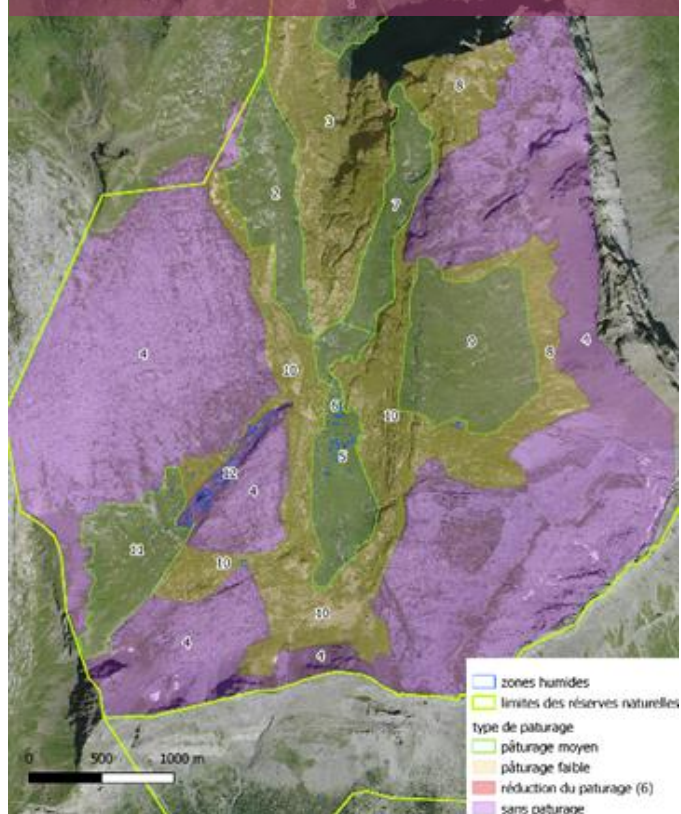 1
8
3
2
7
4
9
8
4
10
6
10
5
12
4
11
10
10
4
4
zones humides
limites des réserves naturelles
type de paturage
pâturage moyen
pâturage faible
réduction du paturage (6)
sans paturage
0 500 1000 m